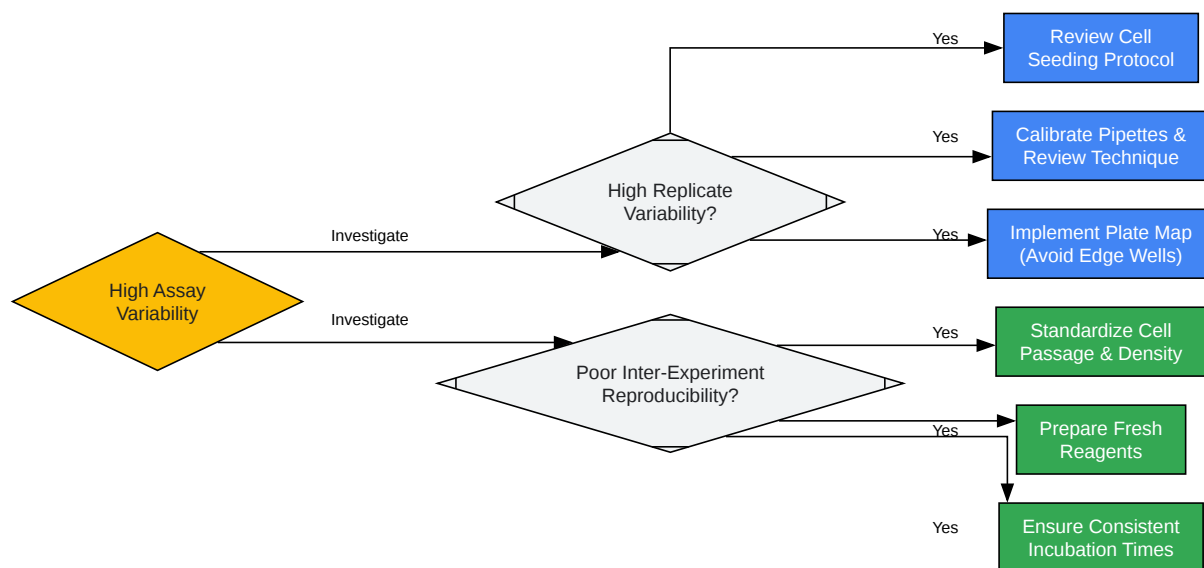 High Assay
Variability
Investigate
Investigate
High Replicate
Variability?
Poor Inter-Experiment
Reproducibility?
Yes
Review Cell
Seeding Protocol
Yes
Calibrate Pipettes &
Review Technique
Yes
Implement Plate Map
(Avoid Edge Wells)
Yes
Standardize Cell
Passage & Density
Yes
Prepare Fresh
Reagents
Yes
Ensure Consistent
Incubation Times